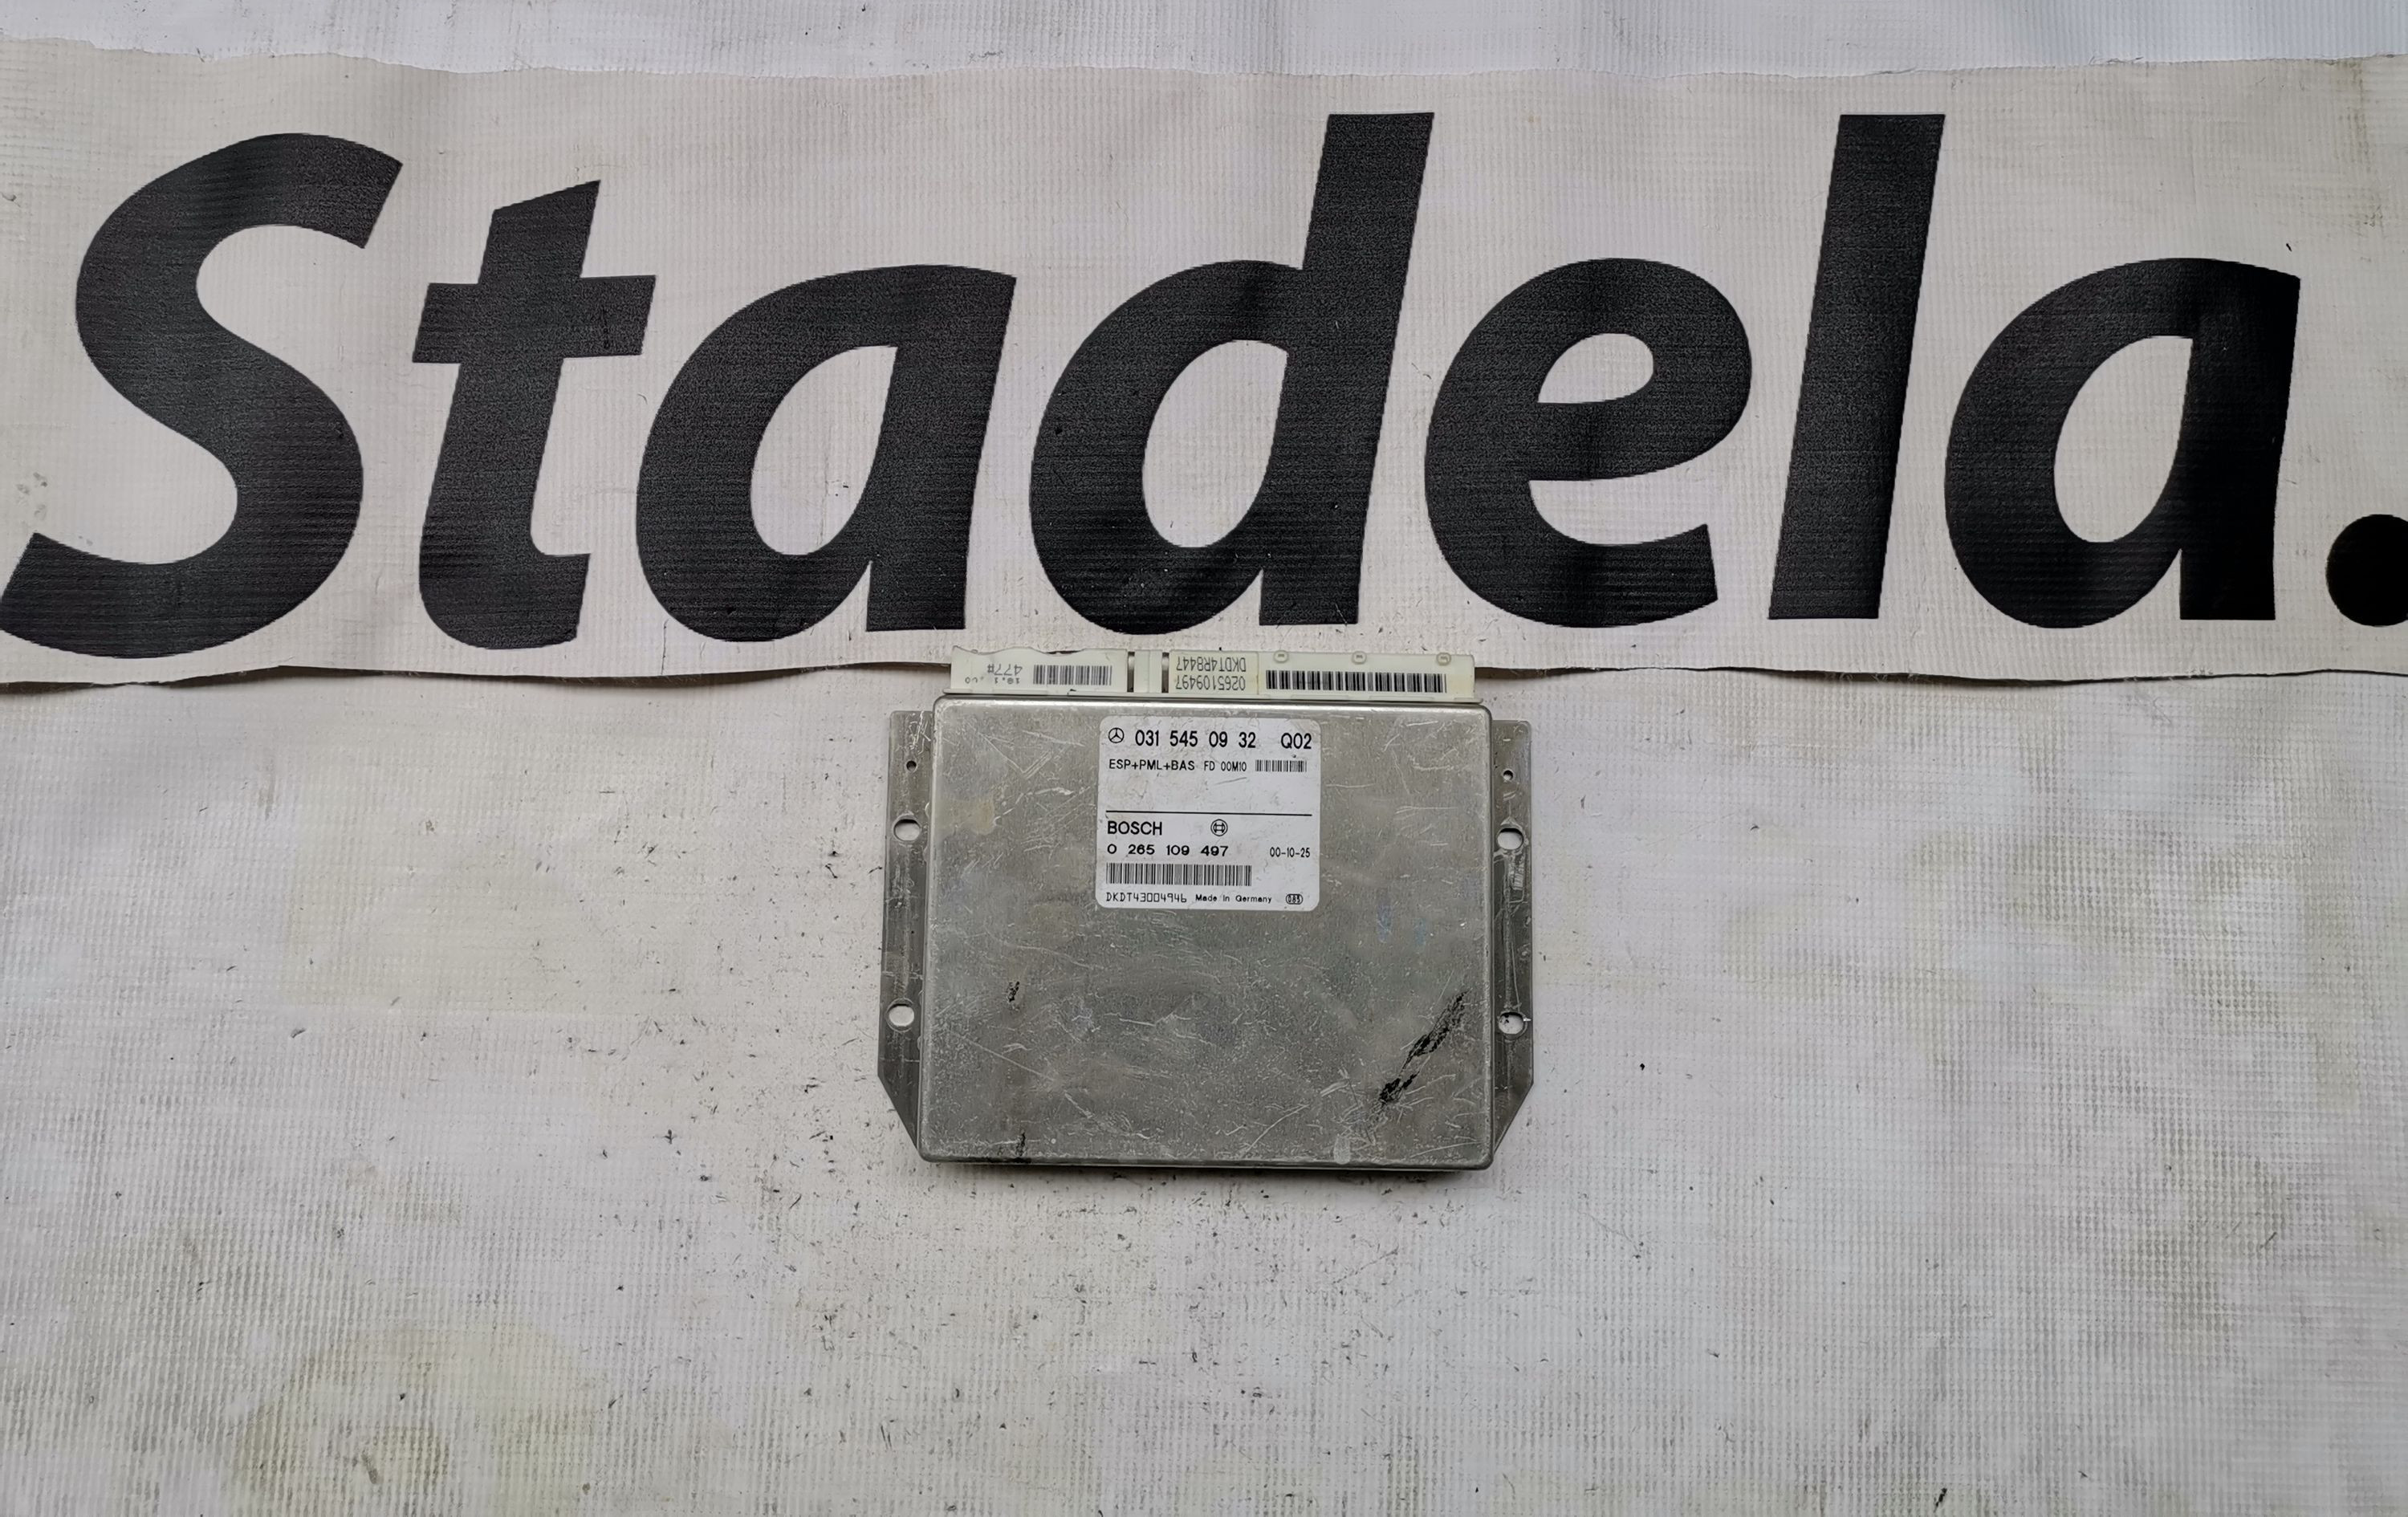 Stadela.
477#
0265109497
DKDT4R8447
031 545 09 32 Q02
ESP+PML+BAS FD 00M10
BOSCH
0 265 109 497 00-10-25
DKDT43004946 Made in Germany